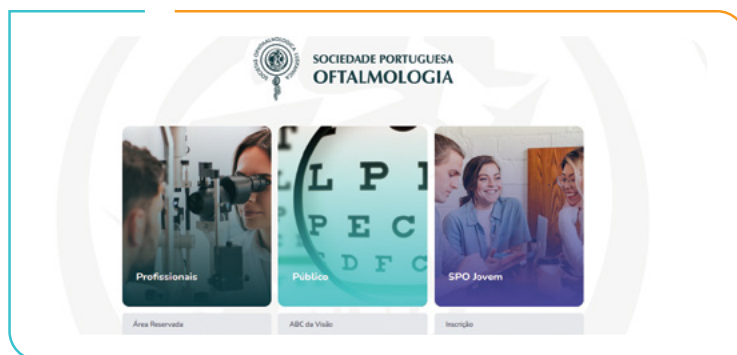 SOCIEDADE PORTUGUESA
OFTALMOLOGIA
Profissionais
Público
SPO Jovem
L P
P E C
D F C
Área Reservada
ABC da Visão
Inscrição